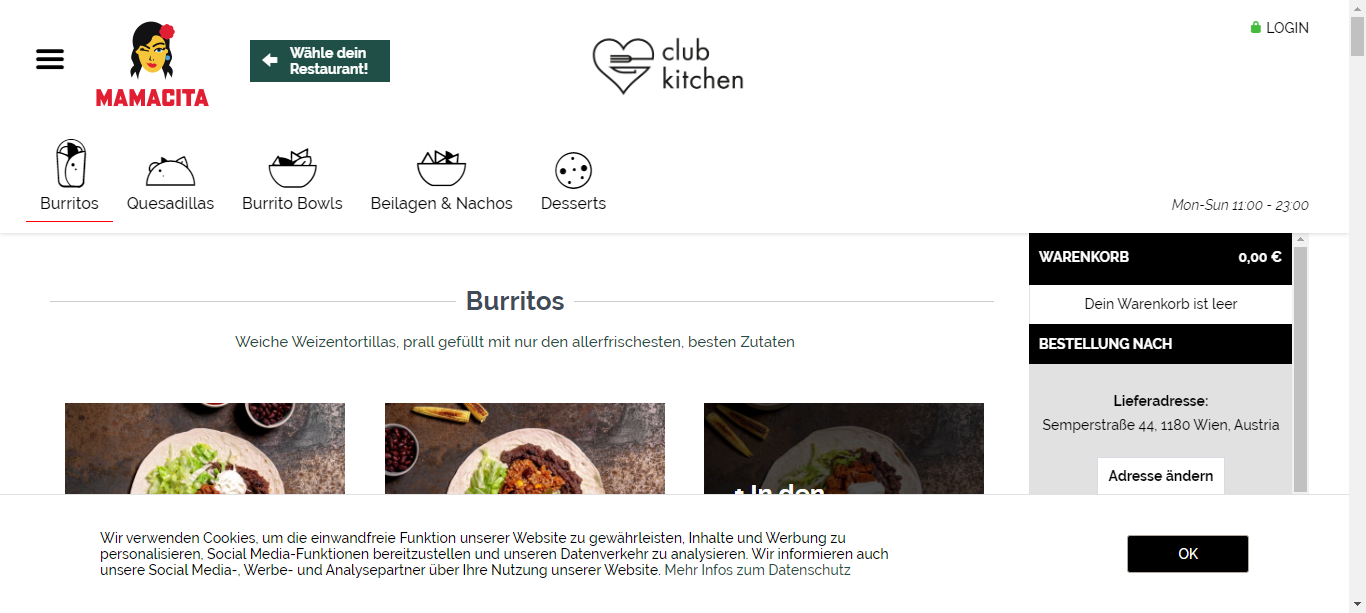 LOGIN
MAMACITA
Wähle dein
Restaurant!
club
kitchen
Burritos
Quesadillas
Burrito Bowls
Beilagen & Nachos
Desserts
Mon-Sun 11:00 - 23:00
Burritos
Weiche Weizentortillas, prall gefüllt mit nur den allerfrischesten, besten Zutaten
+ In den
WARENKORB 0,00 €
Dein Warenkorb ist leer
BESTELLUNG NACH
Lieferadresse:
Semperstraße 44, 1180 Wien, Austria
Adresse ändern
Wir verwenden Cookies, um die einwandfreie Funktion unserer Website zu gewährleisten, Inhalte und Werbung zu
personalisieren, Social Media-Funktionen bereitzustellen und unseren Datenverkehr zu analysieren. Wir informieren auch
unsere Social Media-, Werbe- und Analysepartner über Ihre Nutzung unserer Website. Mehr Infos zum Datenschutz
OK